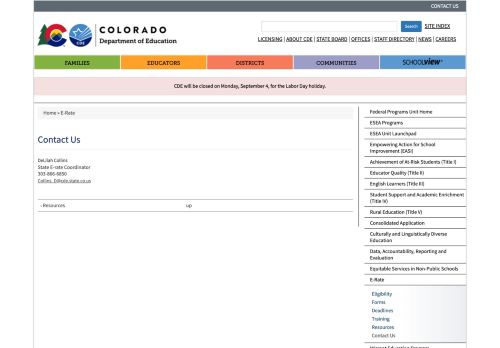 CONTACT US
COLORADO
Department of Education
CDE
Search
SITE INDEX
LICENSING | ABOUT CDE | STATE BOARD | OFFICES | STAFF DIRECTORY | NEWS | CAREERS
FAMILIES
EDUCATORS
DISTRICTS
COMMUNITIES
SCHOOLVIEW
CDE will be closed on Monday, September 4, for the Labor Day holiday.
Home > E-Rate
Contact Us
DeLilah Collins
State E-rate Coordinator
303-866-6850
Collins_D@cde.state.co.us
‹ Resources
up
Federal Programs Unit Home
ESEA Programs
ESEA Unit Launchpad
Empowering Action for School
Improvement (EASI)
Achievement of At-Risk Students (Title I)
Educator Quality (Title II)
English Learners (Title III)
Student Support and Academic Enrichment
(Title IV)
Rural Education (Title V)
Consolidated Application
Culturally and Linguistically Diverse
Education
Data, Accountability, Reporting and
Evaluation
Equitable Services in Non-Public Schools
E-Rate
Eligibility
Forms
Deadlines
Training
Resources
Contact Us